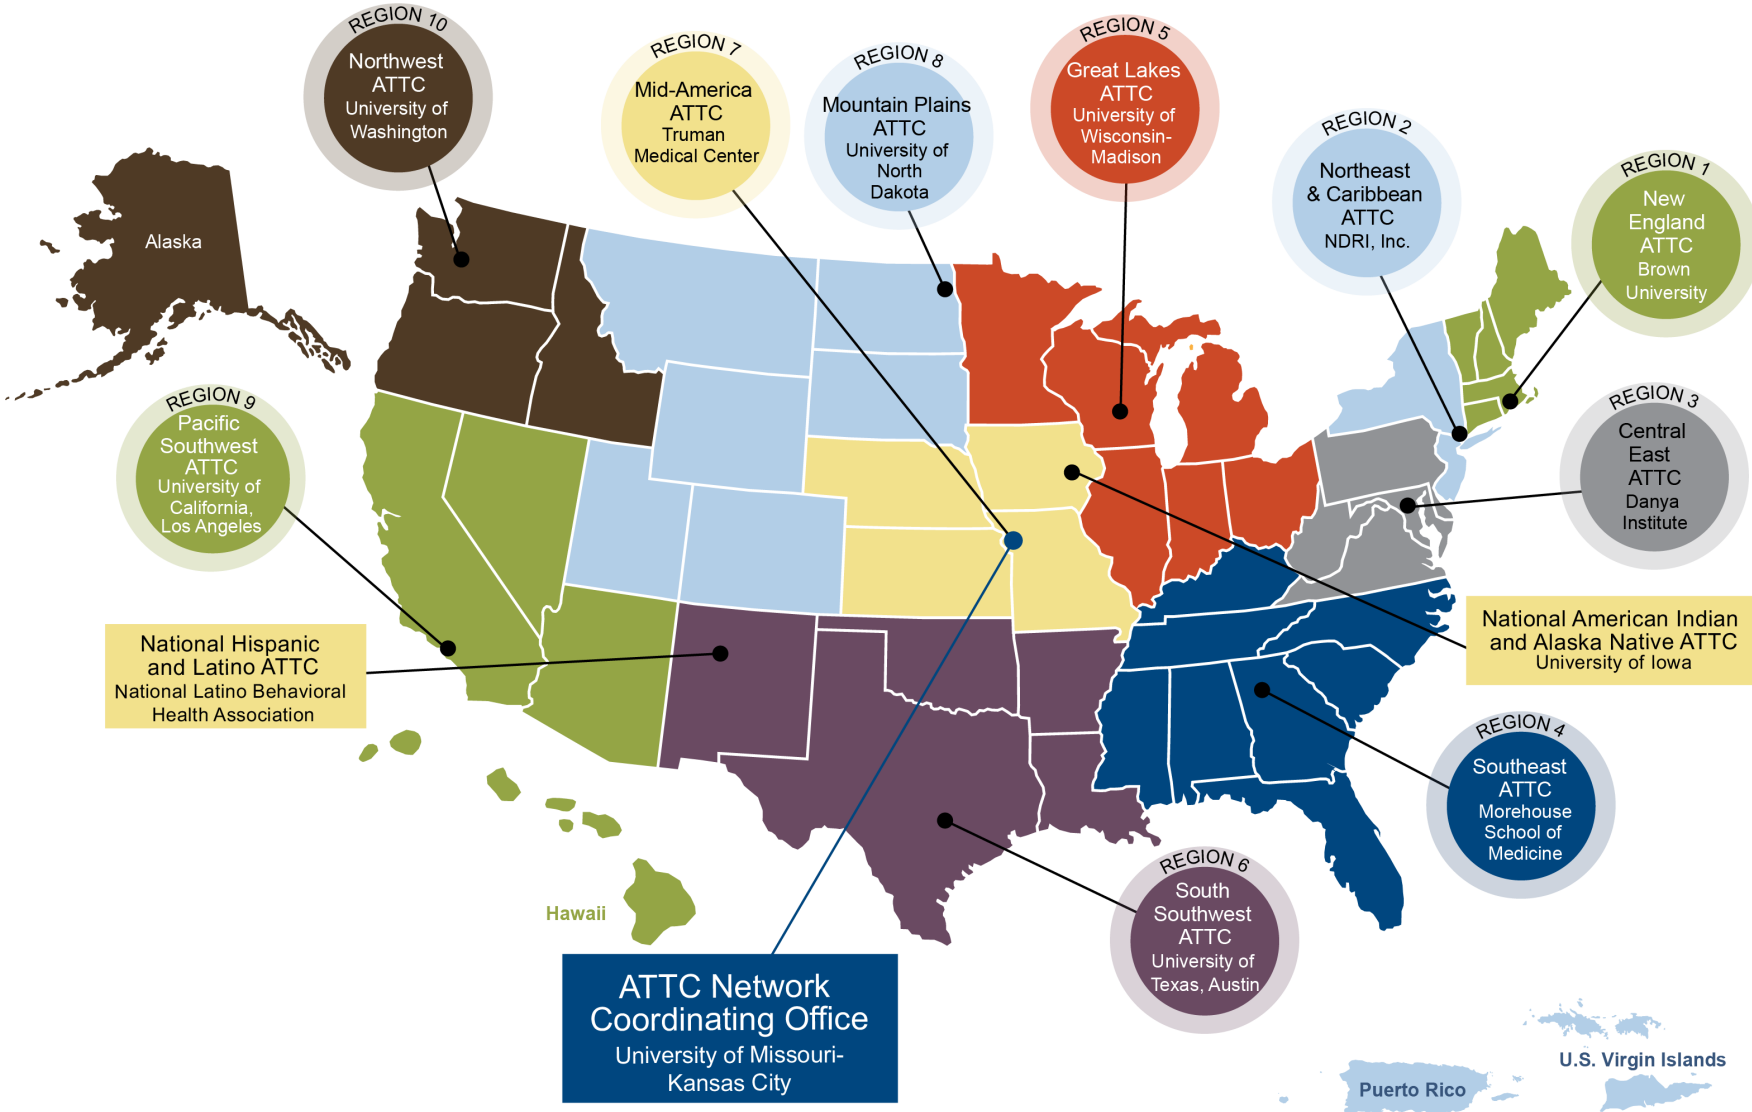 REGION 10
Northwest
ATTC
University of
Washington
REGION 7
Mid-America
ATTC
Truman
Medical Center
REGION 8
Mountain Plains
ATTC
University of
North
Dakota
REGION 5
Great Lakes
ATTC
University of
Wisconsin-
Madison
REGION 2
Northeast
& Caribbean
ATTC
NDRI, Inc.
REGION 1
New
England
ATTC
Brown
University
Alaska
REGION 9
Pacific
Southwest
ATTC
University of
California,
Los Angeles
REGION 3
Central
East
ATTC
Danya
Institute
National Hispanic
and Latino ATTC
National Latino Behavioral
Health Association
National American Indian
and Alaska Native ATTC
University of Iowa
REGION 4
Southeast
ATTC
Morehouse
School of
Medicine
REGION 6
South
Southwest
ATTC
University of
Texas, Austin
Hawaii
ATTC Network
Coordinating Office
University of Missouri-
Kansas City
U.S. Virgin Islands
Puerto Rico